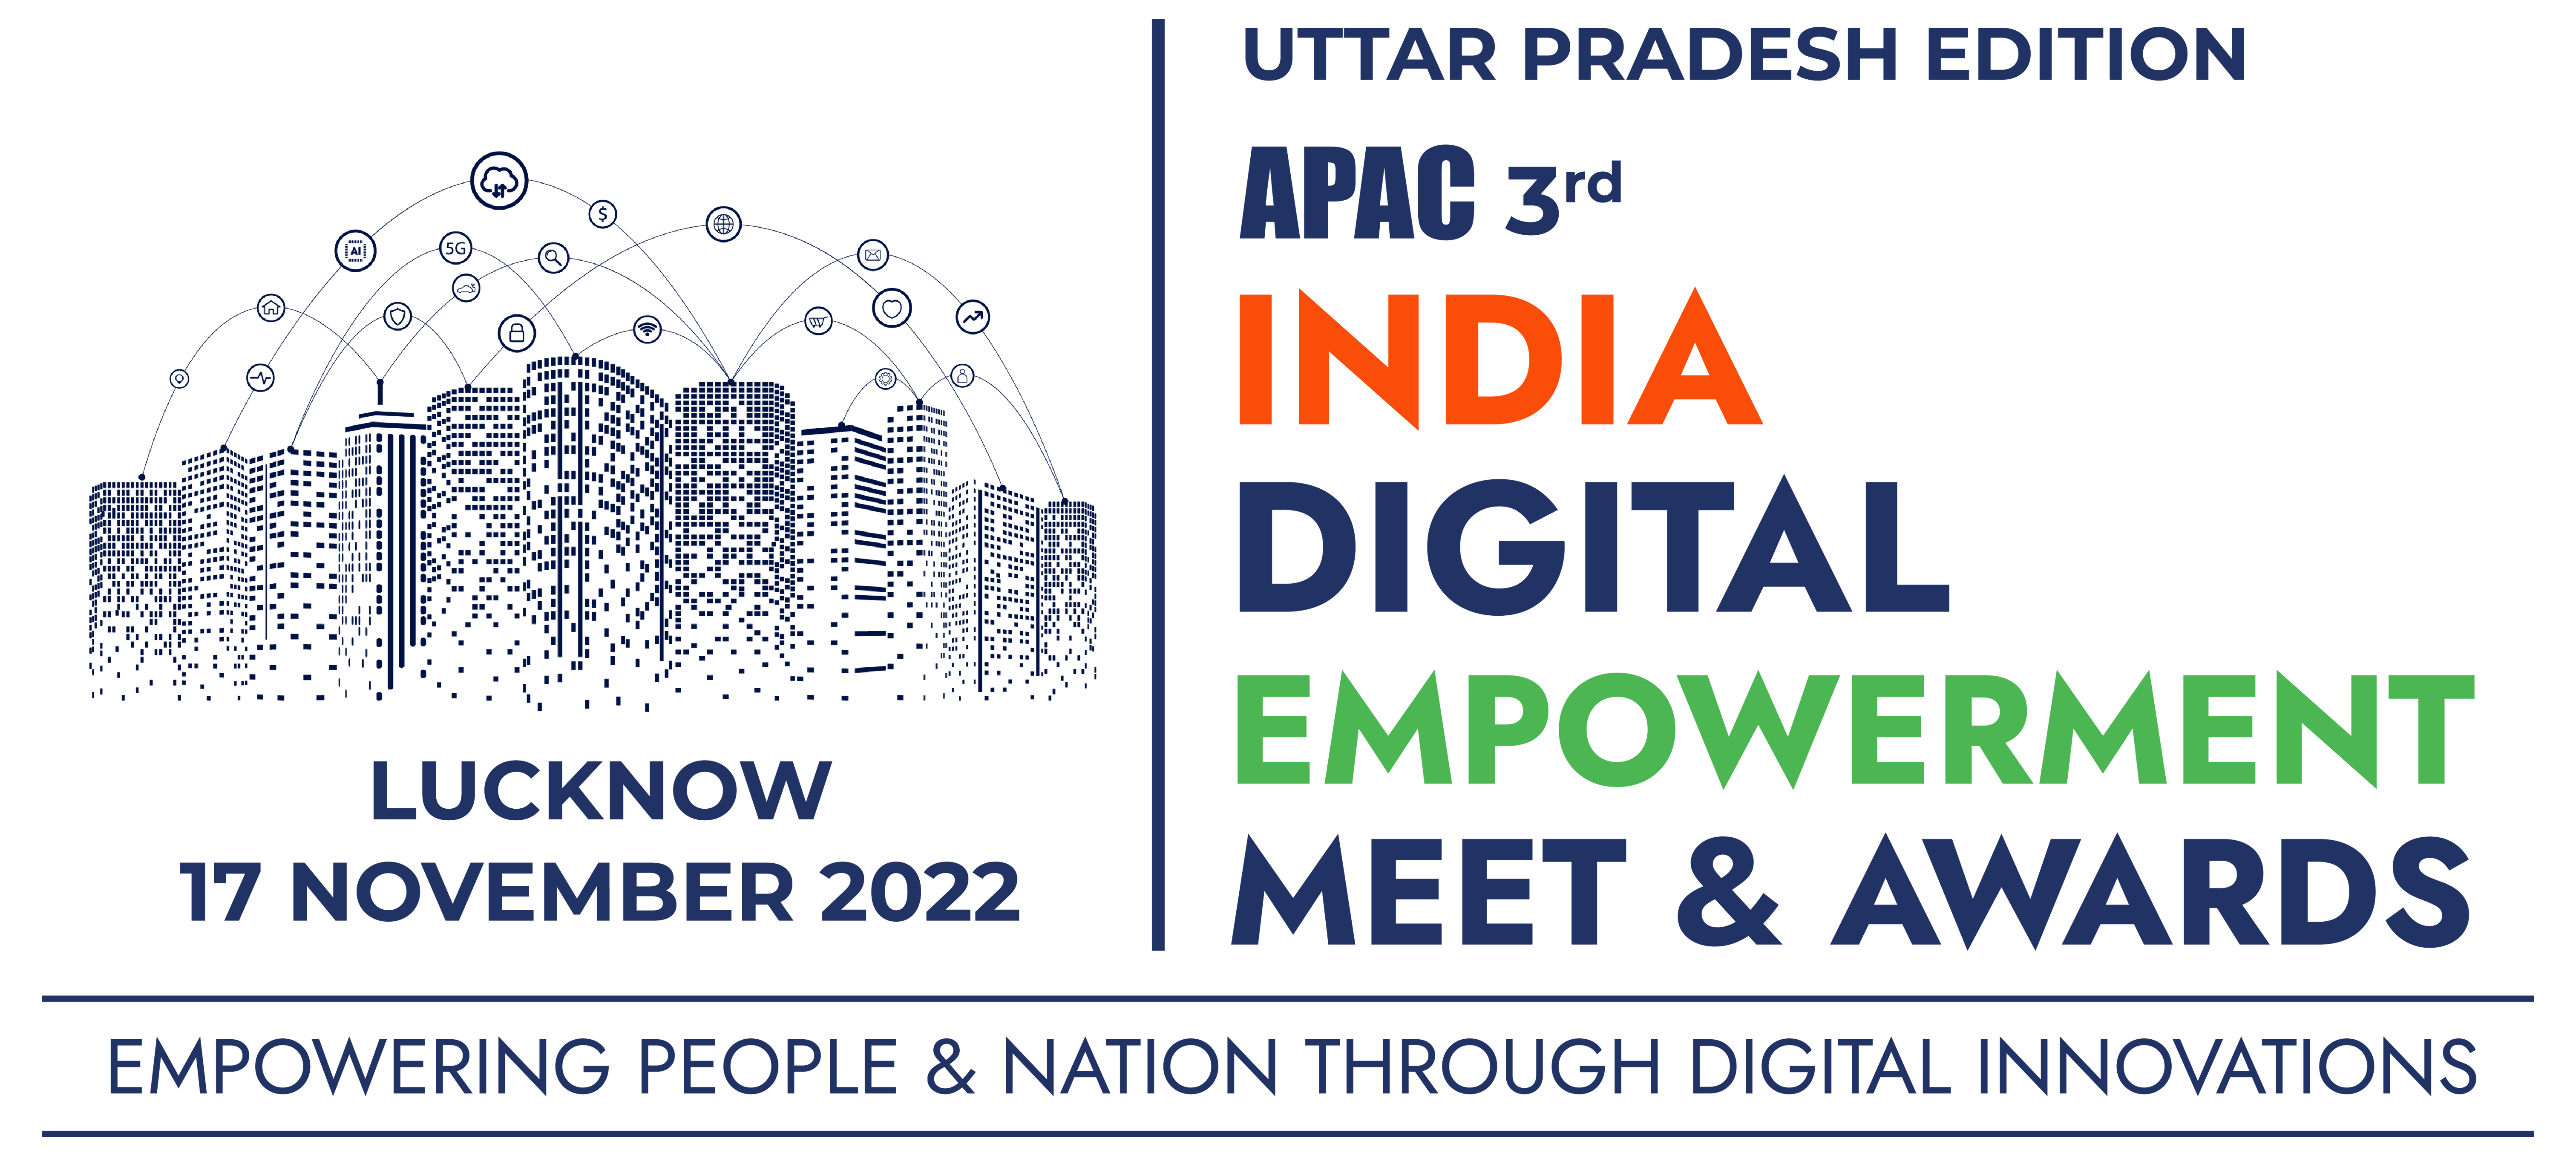 UTTAR PRADESH EDITION
APAC 3rd
INDIA
DIGITAL
EMPOWERMENT
MEET & AWARDS
$
AI
5G
W
LUCKNOW
17 NOVEMBER 2022
EMPOWERING PEOPLE & NATION THROUGH DIGITAL INNOVATIONS